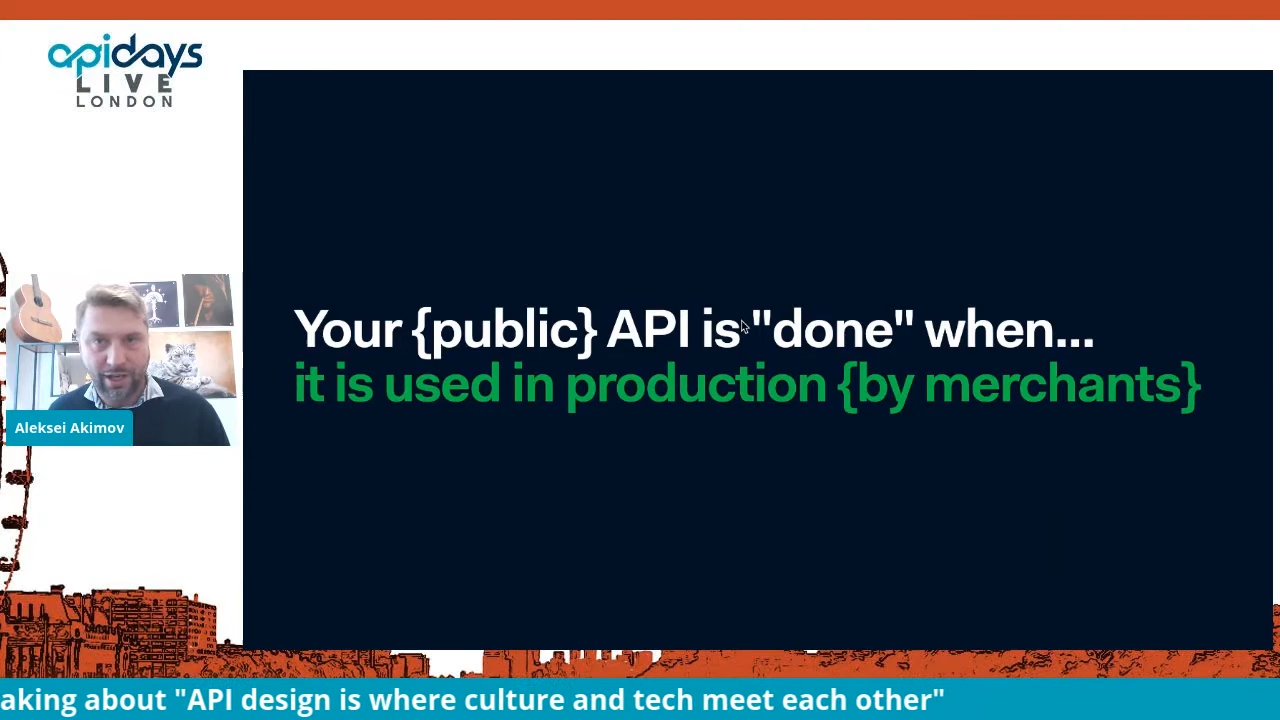 apidays
LIVE
LONDON
Your {public} API is "done" when...
it is used in production {by merchants}
Aleksei Akimov
aking about "API design is where culture and tech meet each other"